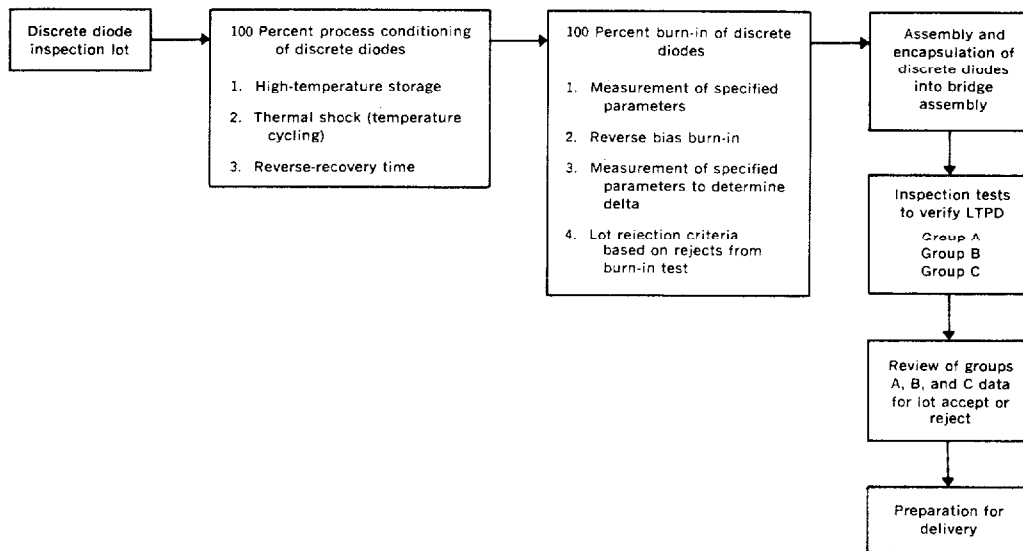 Discrete diode
inspection lot
100 Percent process conditioning
of discrete diodes
1. High-temperature storage
2. Thermal shock (temperature
cycling)
3. Reverse-recovery time
100 Percent burn-in of discrete
diodes
1. Measurement of specified
parameters
2. Reverse bias burn-in
3. Measurement of specified
parameters to determine
delta
4. Lot rejection criteria
based on rejects from
burn-in test
Assembly and
encapsulation of
discrete diodes
into bridge
assembly
Inspection tests
to verify LTPD
Group A
Group B
Group C
Review of groups
A, B, and C data
for lot accept or
reject
Preparation for
delivery